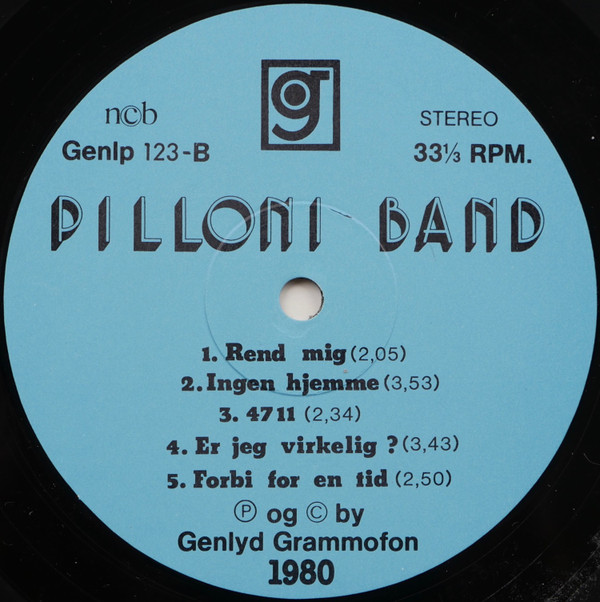 g
ncb STEREO
Genlp 123-B 33⅓ RPM.
PILLONI BAND
1. Rend mig (2,05)
2. Ingen hjemme (3,53)
3. 4711 (2,34)
4. Er jeg virkelig ? (3,43)
5. Forbi for en tid (2,50)
Ⓟ og © by
Genlyd Grammofon
1980